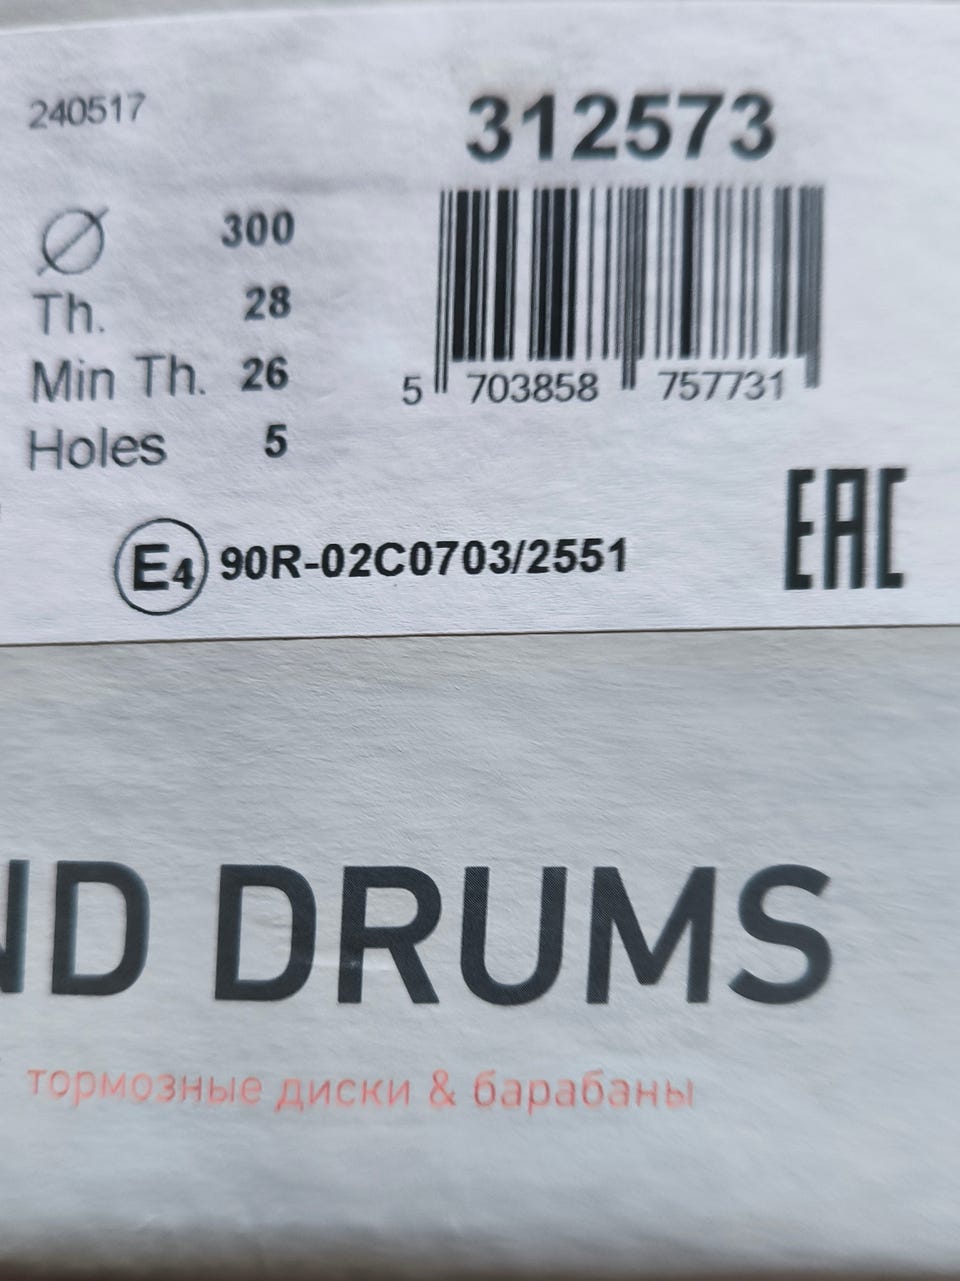 240517
312573
Ø 300
Th. 28
Min Th. 26
Holes 5
5 703858 757731
E4 90R-02C0703/2551
EAC
ND DRUMS
тормозные диски & барабаны